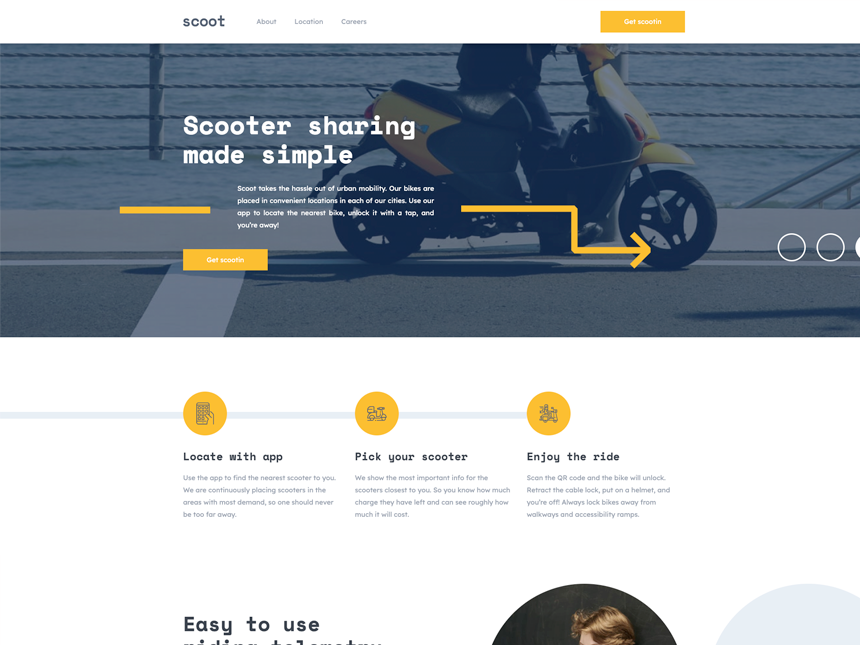 scoot
About
Location
Careers
Get scootin
Scooter sharing
made simple
Scoot takes the hassle out of urban mobility. Our bikes are
placed in convenient locations in each of our cities. Use our
app to locate the nearest bike, unlock it with a tap, and
you're away!
Get scootin
Locate with app
Use the app to find the nearest scooter to you.
We are continuously placing scooters in the
areas with most demand, so one should never
be too far away.
Pick your scooter
We show the most important info for the
scooters closest to you. So you know how much
charge they have left and can see roughly how
much it will cost.
Enjoy the ride
Scan the QR code and the bike will unlock.
Retract the cable lock, put on a helmet, and
you're off! Always lock bikes away from
walkways and accessibility ramps.
Easy to use
riding telemetry